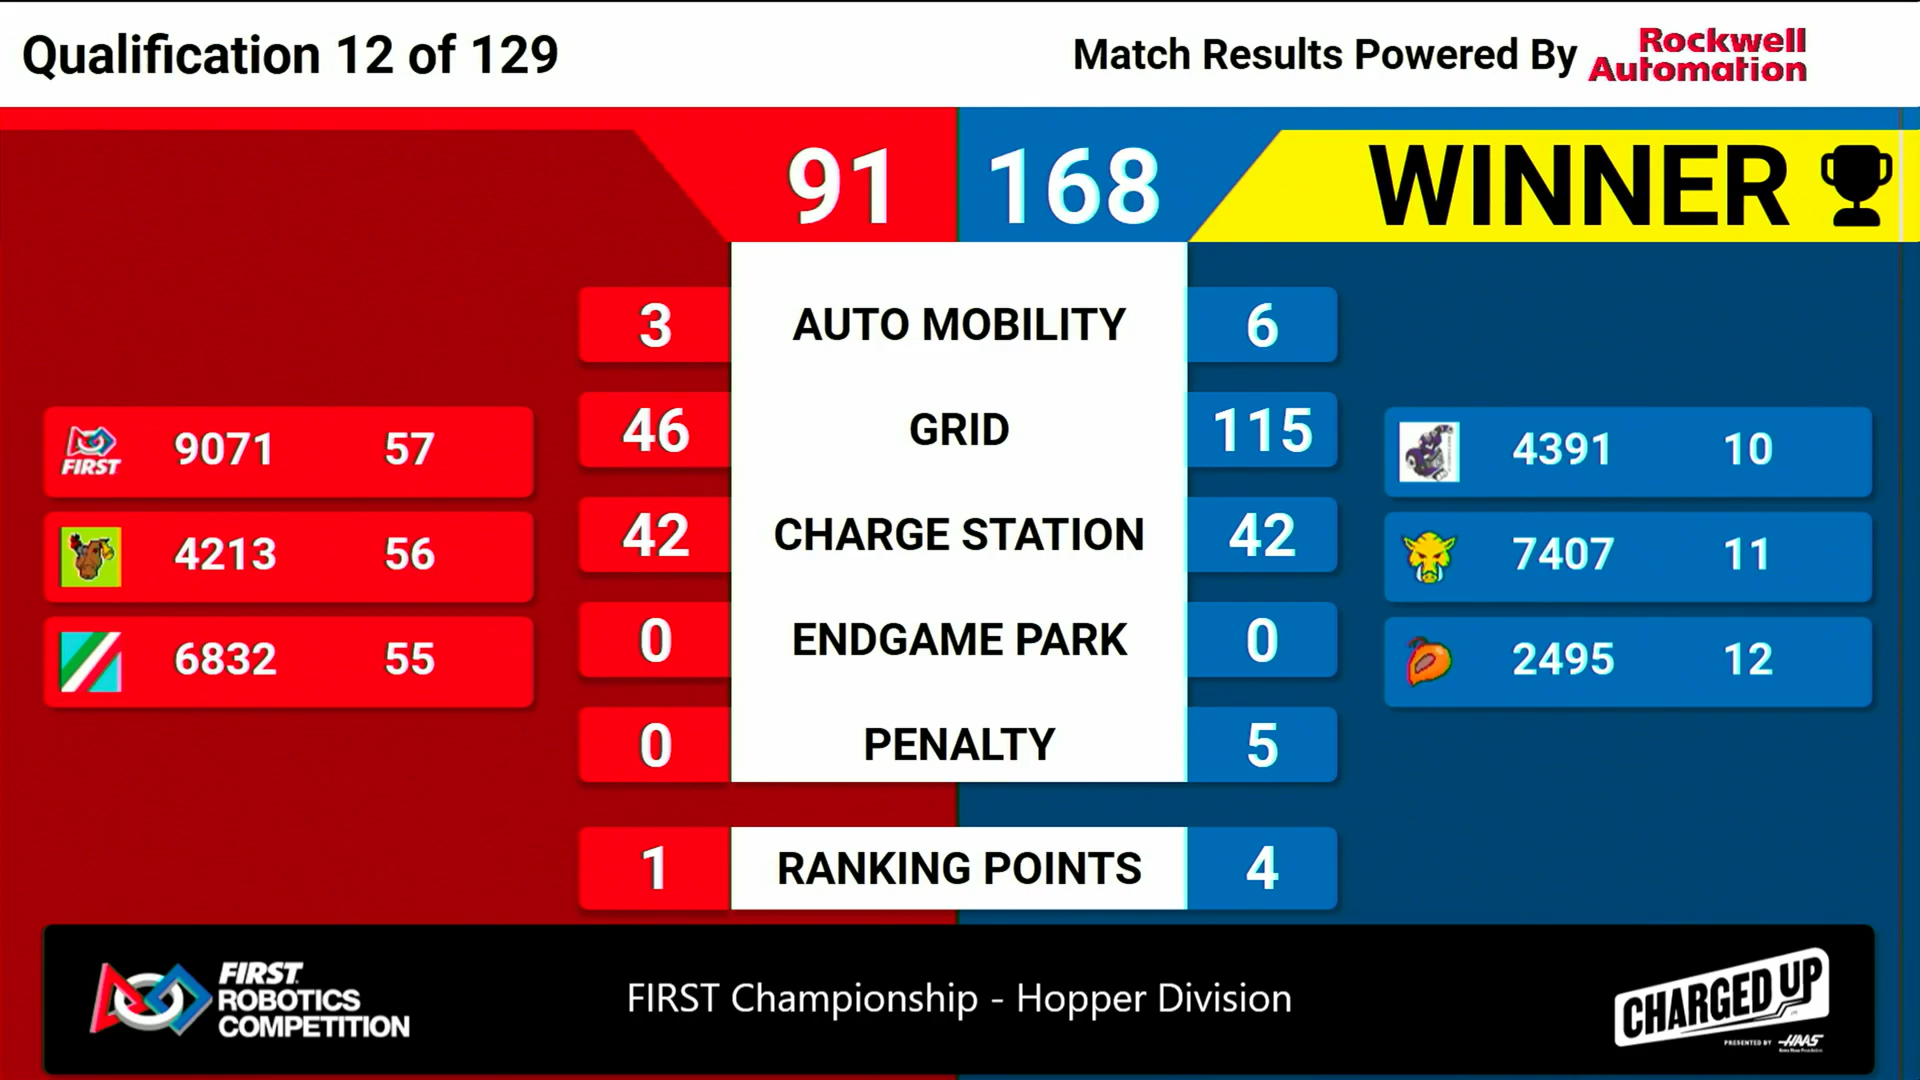 Qualification 12 of 129
Match Results Powered By
Rockwell
Automation
91 168 WINNER
3 AUTO MOBILITY 6
46 GRID 115
42 CHARGE STATION 42
0 ENDGAME PARK 0
0 PENALTY 5
1 RANKING POINTS 4
FIRST 9071 57
4213 56
6832 55
4391 10
7407 11
2495 12
FIRST
ROBOTICS
COMPETITION
FIRST Championship - Hopper Division
CHARGED UP
PRESENTED BY HAAS